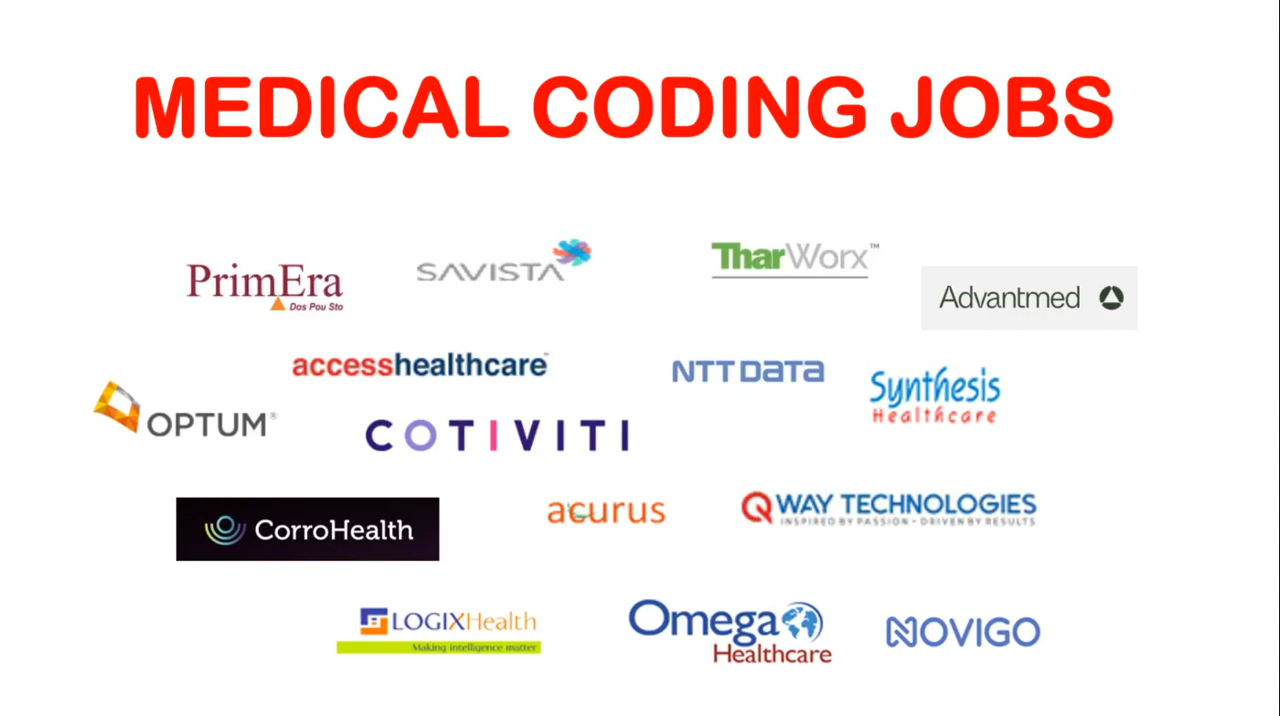 MEDICAL CODING JOBS
PrimEra
Dos Pou Sto
SAVISTA
TharWorx™
Advantmed
accesshealthcare™
NTT DATA
Synthesis
Healthcare
OPTUM®
COTIVITI
CorroHealth
acurus
QWAY TECHNOLOGIES
INSPIRED BY PASSION - DRIVEN BY RESULTS
LOGIXHealth
Making intelligence matter
Omega
Healthcare
NOVIGO